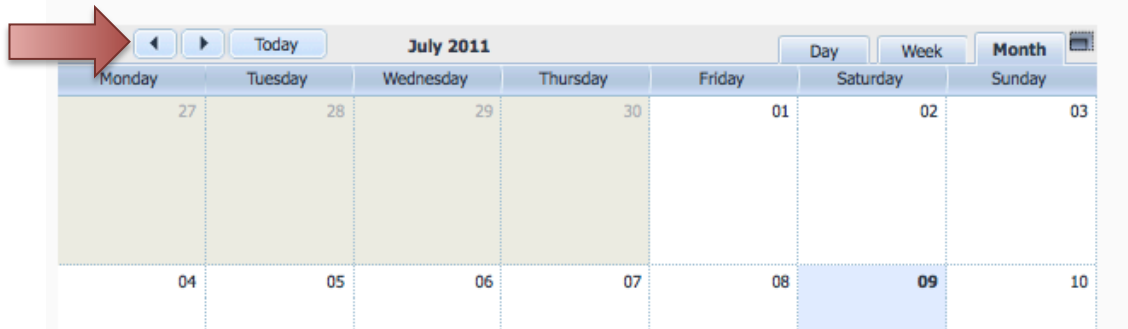 Today July 2011 Day Week Month
Monday Tuesday Wednesday Thursday Friday Saturday Sunday
27 28 29 30 01 02 03
04 05 06 07 08 09 10